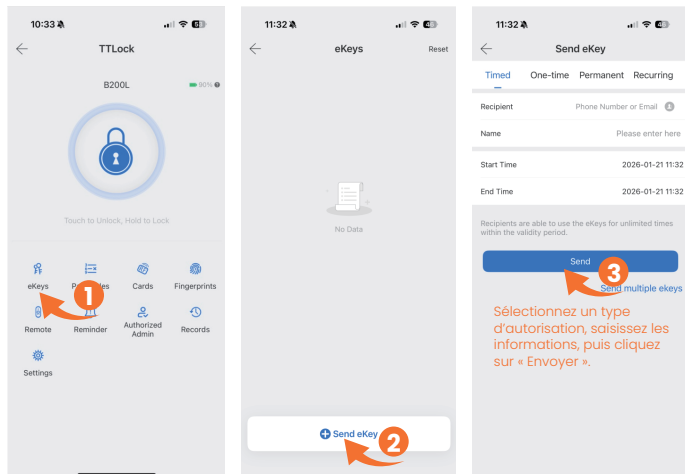 10:33
TTLock
B200L
90%
Touch to Unlock, Hold to Lock
eKeys
Cards
Fingerprints
1
Remote
Reminder
Authorized
Admin
Records
Settings
11:32
eKeys
Reset
No Data
Send eKey
2
11:32
Send eKey
Timed
One-time
Permanent
Recurring
Recipient
Phone Number or Email
Name
Please enter here
Start Time
2026-01-21 11:32
End Time
2026-01-21 11:32
Recipients are able to use the eKeys for unlimited times
within the validity period.
Send
3
Send multiple ekeys
Sélectionnez un type
d'autorisation, saisissez les
informations, puis cliquez
sur « Envoyer ».